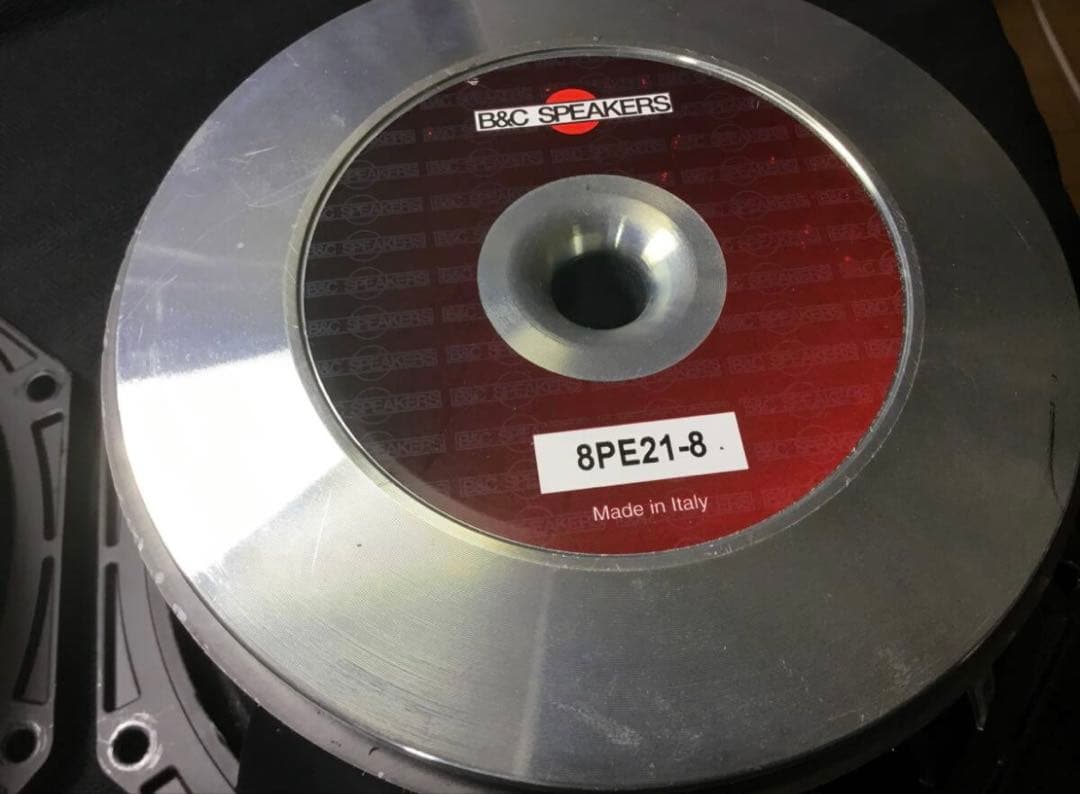 B&C SPEAKERS
8PE21-8
Made in Italy